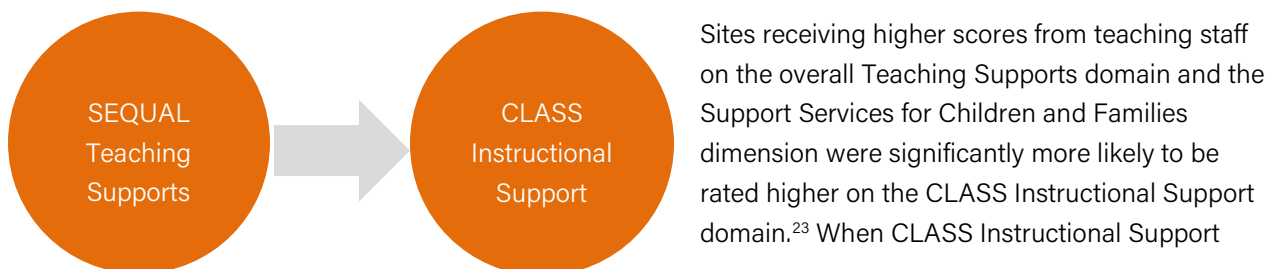 SEQUAL
Teaching
Supports
CLASS
Instructional
Support
Sites receiving higher scores from teaching staff
on the overall Teaching Supports domain and the
Support Services for Children and Families
dimension were significantly more likely to be
rated higher on the CLASS Instructional Support
domain.23 When CLASS Instructional Support